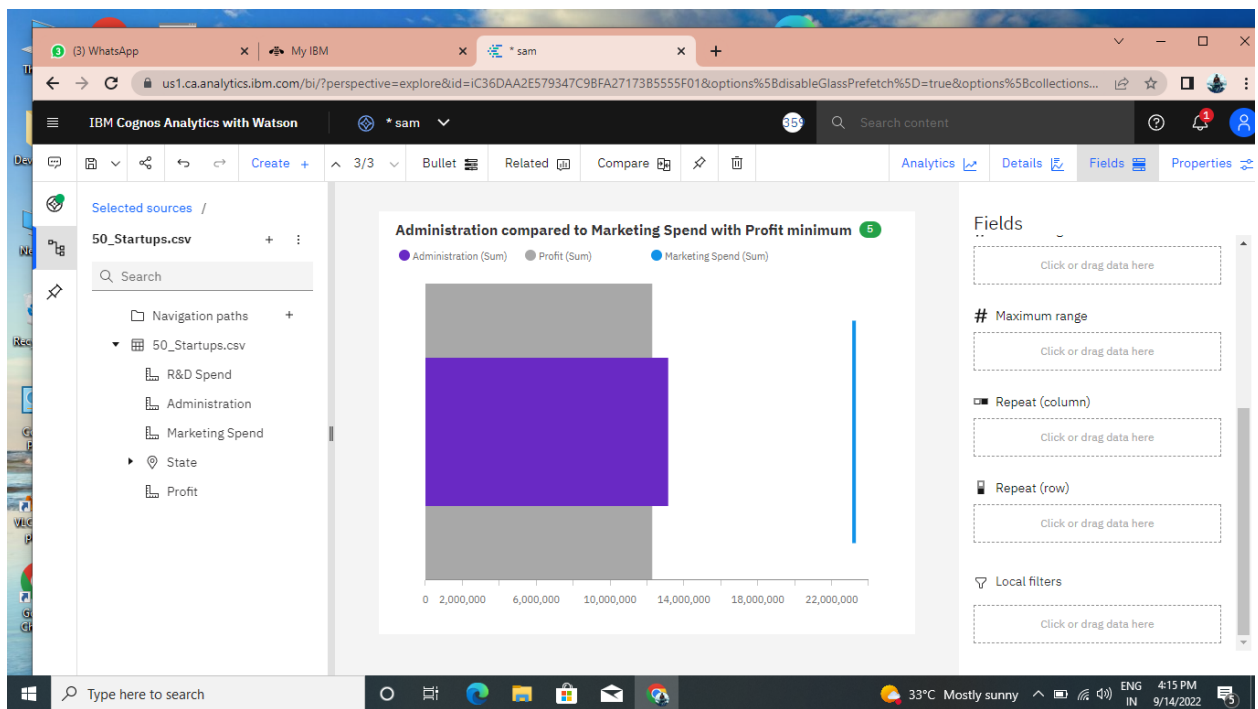 3 (3) WhatsApp
My IBM
* sam
us1.ca.analytics.ibm.com/bi/?perspective=explore&id=iC36DAA2E579347C9BFA27173B5555F01&options%5BdisableGlassPrefetch%5D=true&options%5Bcollections...
IBM Cognos Analytics with Watson
* sam
359
Search content
1
Create +
3/3
Bullet
Related
Compare
Analytics
Details
Fields
Properties
Selected sources /
50_Startups.csv
Search
Navigation paths +
50_Startups.csv
R&D Spend
Administration
Marketing Spend
State
Profit
Administration compared to Marketing Spend with Profit minimum 5
Administration (Sum) Profit (Sum) Marketing Spend (Sum)
0 2,000,000 6,000,000 10,000,000 14,000,000 18,000,000 22,000,000
Fields
Click or drag data here
# Maximum range
Click or drag data here
Repeat (column)
Click or drag data here
Repeat (row)
Click or drag data here
Local filters
Click or drag data here
Type here to search
33°C Mostly sunny
ENG
IN
4:15 PM
9/14/2022
5